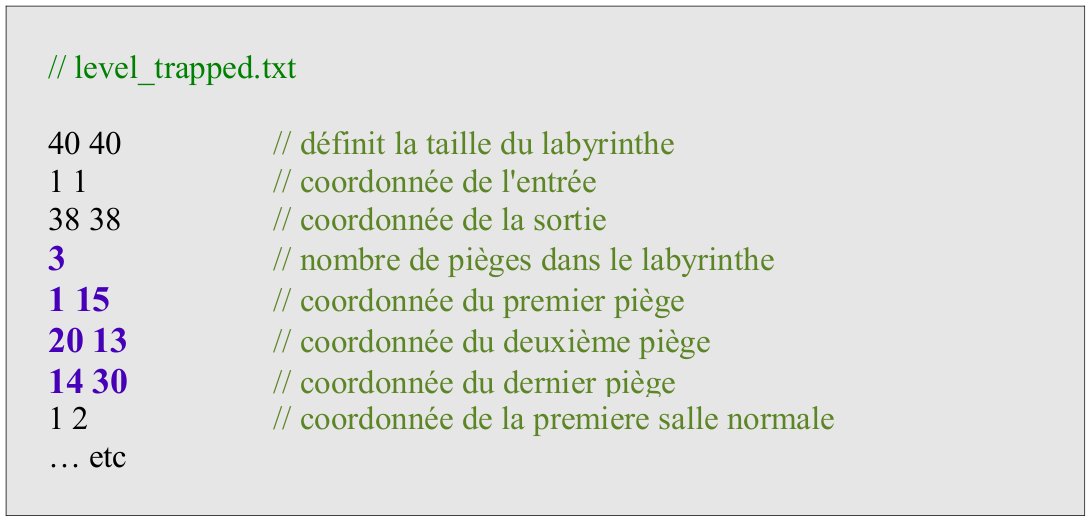 // level_trapped.txt
40 40 // définit la taille du labyrinthe
1 1 // coordonnée de l'entrée
38 38 // coordonnée de la sortie
3 // nombre de pièges dans le labyrinthe
1 15 // coordonnée du premier piège
20 13 // coordonnée du deuxième piège
14 30 // coordonnée du dernier piège
1 2 // coordonnée de la premiere salle normale
… etc